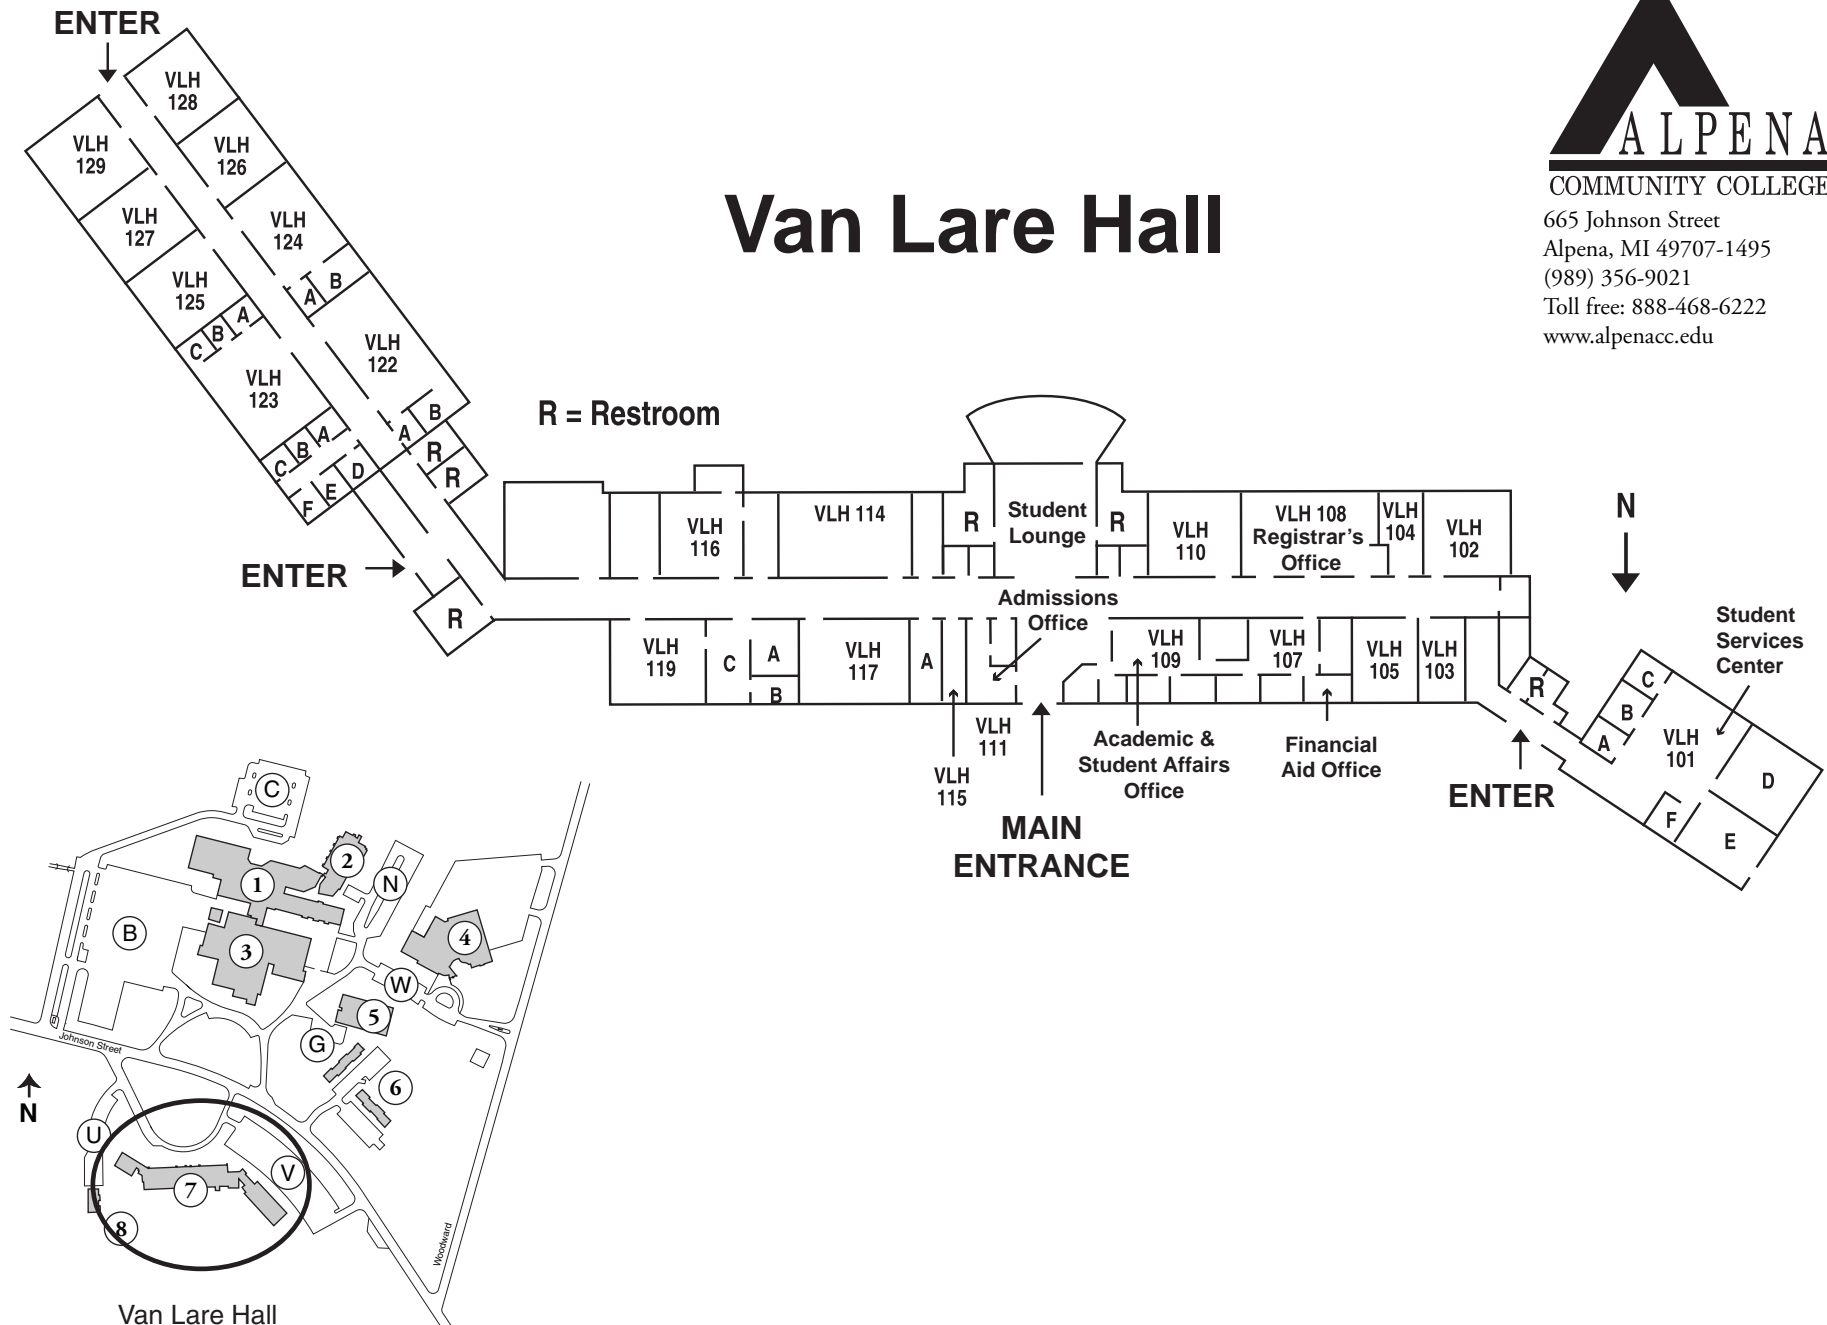 ENTER
VLH
128
VLH
129
VLH
126
VLH
127
VLH
124
VLH
125
A
B
A
B
C
VLH
122
VLH
123
B
A
A
B
C
D
E
F
R
R
ENTER
R
Van Lare Hall
R = Restroom
ALPENA
COMMUNITY COLLEGE
665 Johnson Street
Alpena, MI 49707-1495
(989) 356-9021
Toll free: 888-468-6222
www.alpenacc.edu
VLH
116
VLH 114
R
Student
Lounge
R
VLH
110
VLH 108
Registrar's
Office
VLH
104
VLH
102
N
Admissions
Office
VLH
119
C
A
B
VLH
117
A
VLH
109
VLH
107
VLH
105
VLH
103
VLH
111
VLH
115
MAIN
ENTRANCE
Academic &
Student Affairs
Office
Financial
Aid Office
ENTER
R
Student
Services
Center
C
B
A
VLH
101
D
F
E
C
2
1
N
B
3
4
W
5
G
Johnson Street
6
N
U
V
7
8
Woodward
Van Lare Hall